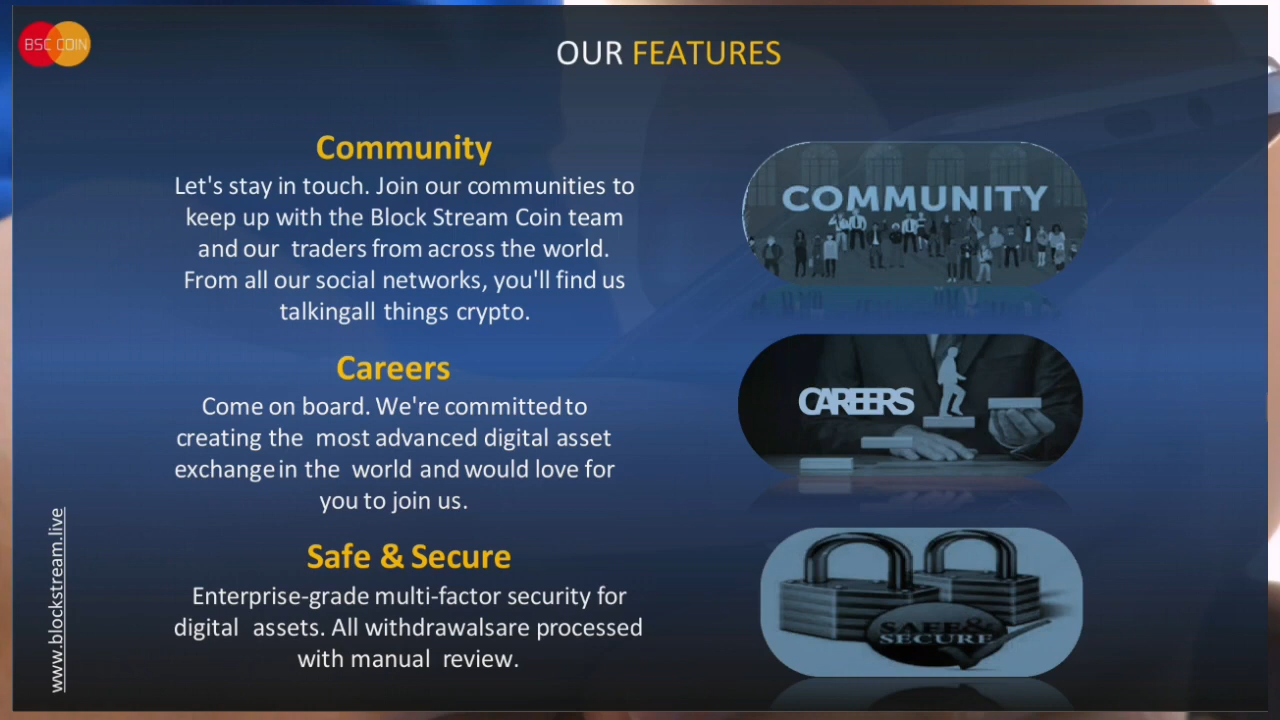 BSC COIN
OUR FEATURES
Community
Let's stay in touch. Join our communities to
keep up with the Block Stream Coin team
and our traders from across the world.
From all our social networks, you'll find us
talkingall things crypto.
COMMUNITY
Careers
Come on board. We're committed to
creating the most advanced digital asset
exchange in the world and would love for
you to join us.
CAREERS
Safe & Secure
Enterprise-grade multi-factor security for
digital assets. All withdrawalsare processed
with manual review.
SAFE &
SECURE
www.blockstream.live